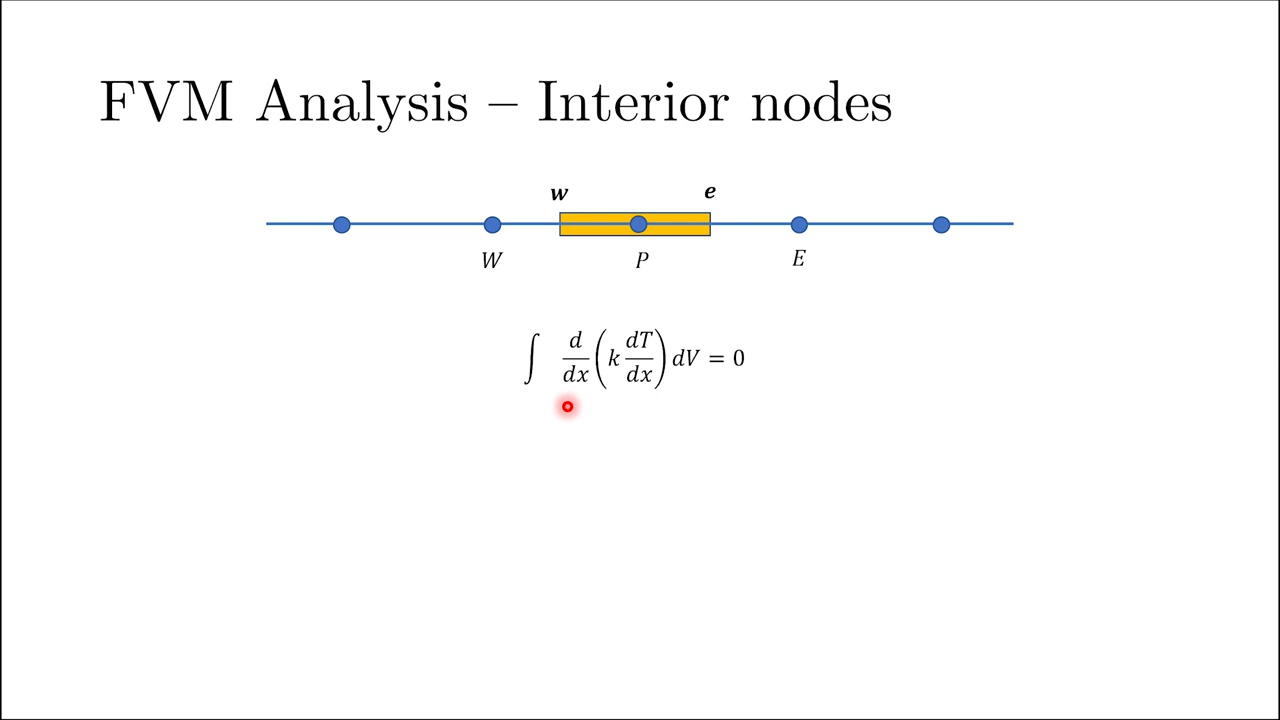 FVM Analysis – Interior nodes
w e
W P E
∫ d/dx (k dT/dx) dV = 0